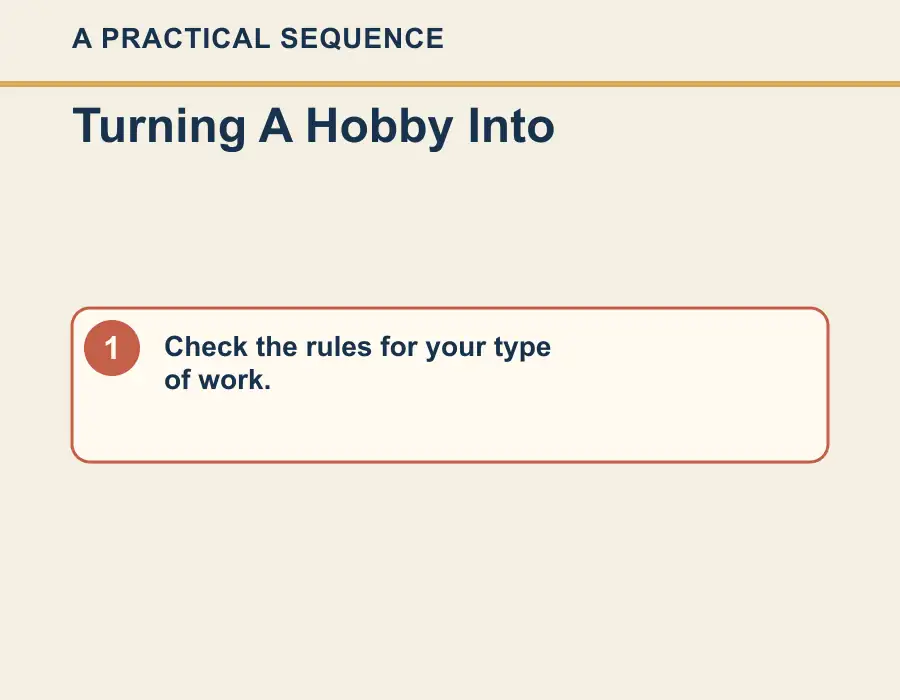 A PRACTICAL SEQUENCE
Turning A Hobby Into
1
Check the rules for your type
of work.